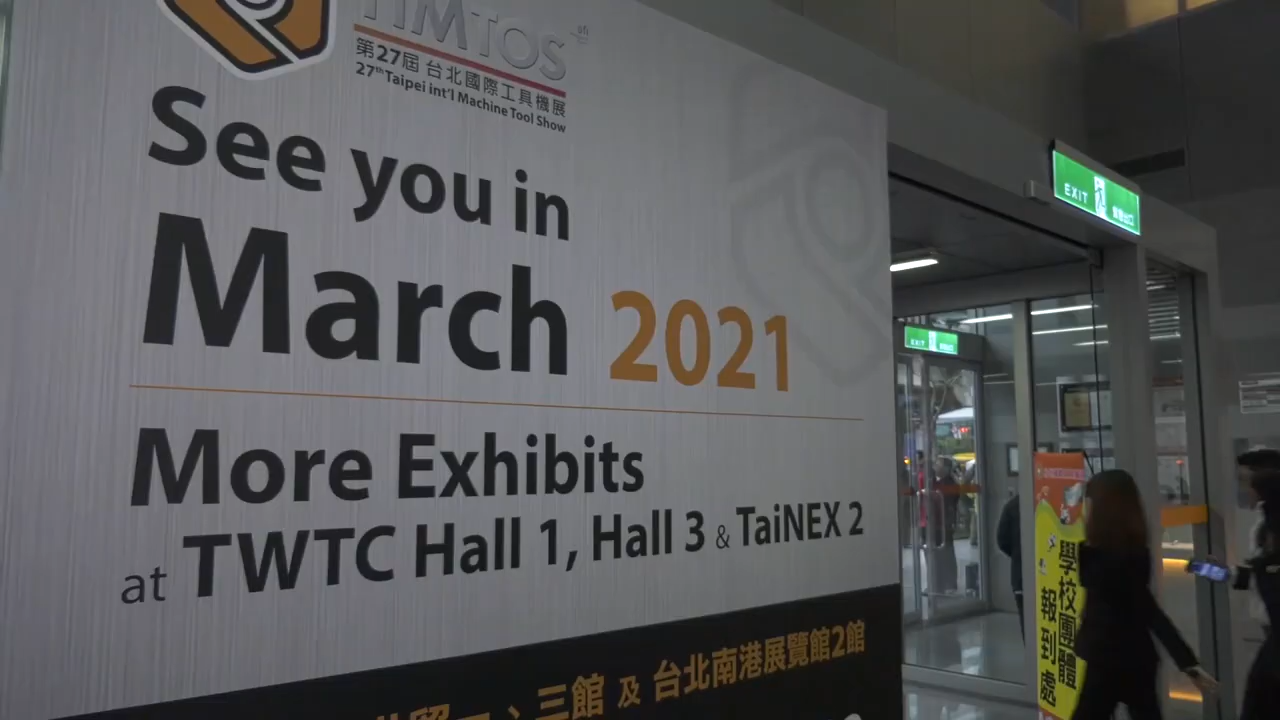 TIMTOS
ufi
第27屆 台北國際工具機展
27th Taipei int'l Machine Tool Show
See you in
March 2021
More Exhibits
at TWTC Hall 1, Hall 3 & TaiNEX 2
三館 及 台北南港展覽館2館
EXIT
EXIT
學校團體
報到處